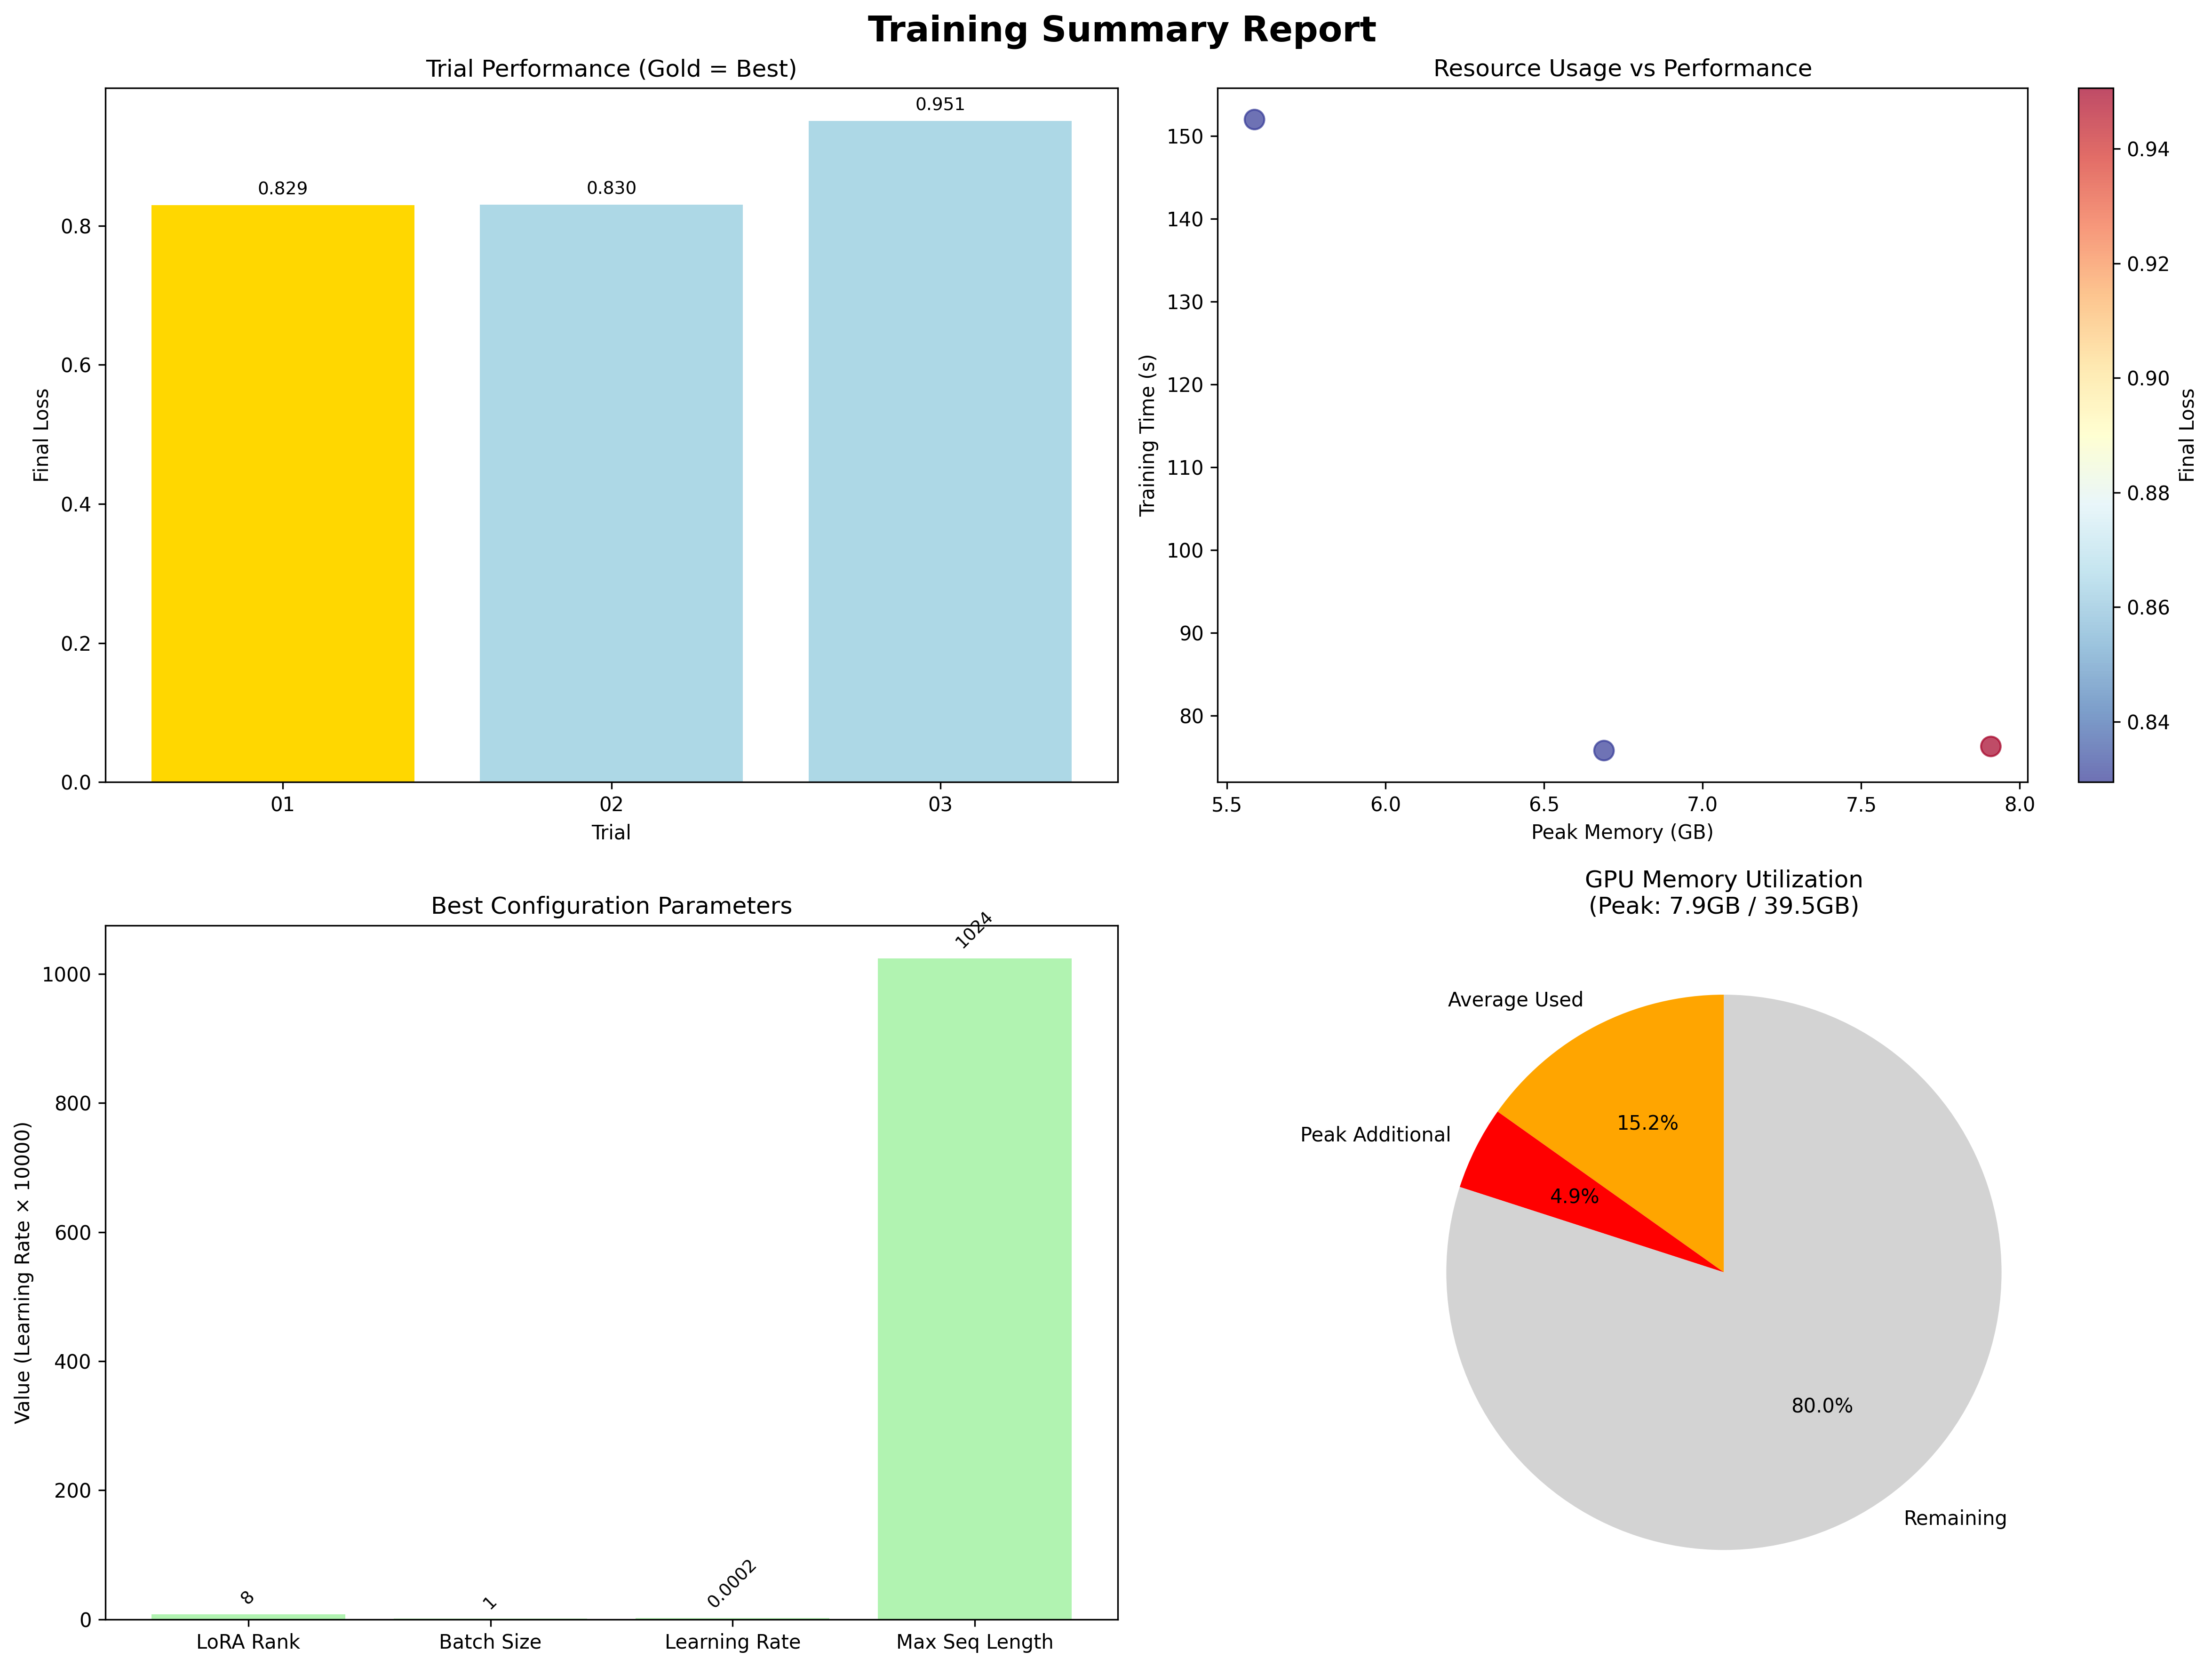 Training Summary Report
Trial Performance (Gold = Best)
0.829
0.830
0.951
0.8
0.6
0.4
0.2
0.0
Final Loss
01
02
03
Trial
Resource Usage vs Performance
150
140
130
120
110
100
90
80
Training Time (s)
5.5
6.0
6.5
7.0
7.5
8.0
Peak Memory (GB)
0.94
0.92
0.90
0.88
0.86
0.84
Final Loss
Best Configuration Parameters
1000
800
600
400
200
0
Value (Learning Rate × 10000)
8
1
0.0002
1024
LoRA Rank
Batch Size
Learning Rate
Max Seq Length
GPU Memory Utilization
(Peak: 7.9GB / 39.5GB)
Average Used
15.2%
Peak Additional
4.9%
80.0%
Remaining